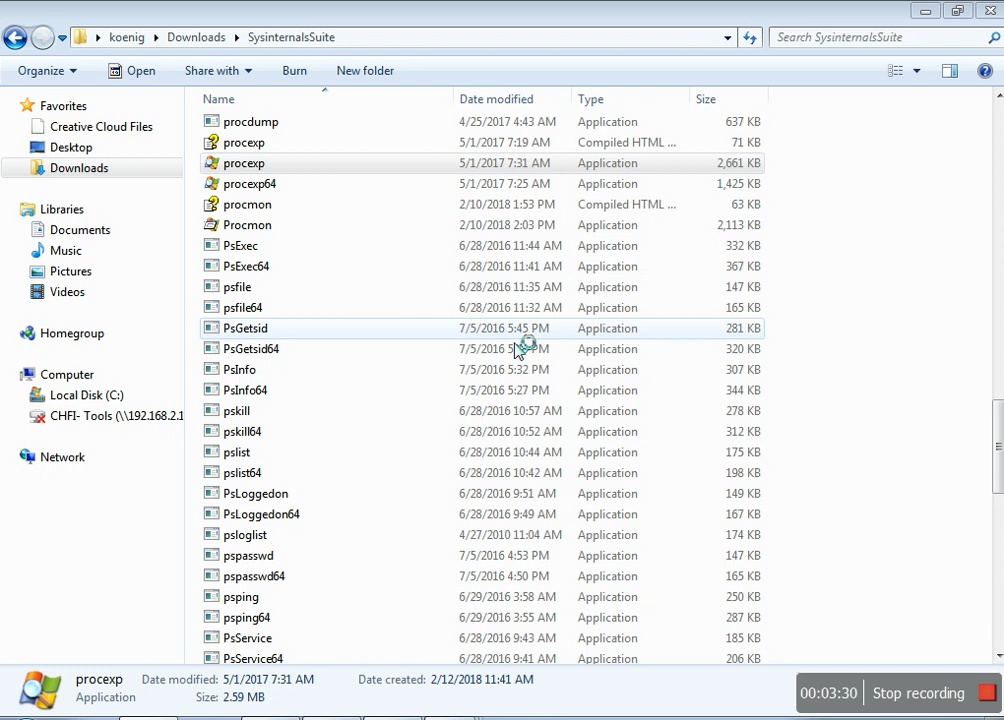 koenig Downloads SysinternalsSuite
Search SysinternalsSuite
Organize Open Share with Burn New folder
Favorites
Creative Cloud Files
Desktop
Downloads
Libraries
Documents
Music
Pictures
Videos
Homegroup
Computer
Local Disk (C:)
CHFI- Tools (\\192.168.2.1
Network
Name Date modified Type Size
procdump 4/25/2017 4:43 AM Application 637 KB
procexp 5/1/2017 7:19 AM Compiled HTML ... 71 KB
procexp 5/1/2017 7:31 AM Application 2,661 KB
procexp64 5/1/2017 7:25 AM Application 1,425 KB
procmon 2/10/2018 1:53 PM Compiled HTML ... 63 KB
Procmon 2/10/2018 2:03 PM Application 2,113 KB
PsExec 6/28/2016 11:44 AM Application 332 KB
PsExec64 6/28/2016 11:41 AM Application 367 KB
psfile 6/28/2016 11:35 AM Application 147 KB
psfile64 6/28/2016 11:32 AM Application 165 KB
PsGetsid 7/5/2016 5:45 PM Application 281 KB
PsGetsid64 7/5/2016 PM Application 320 KB
PsInfo 7/5/2016 5:32 PM Application 307 KB
PsInfo64 7/5/2016 5:27 PM Application 344 KB
pskill 6/28/2016 10:57 AM Application 278 KB
pskill64 6/28/2016 10:52 AM Application 312 KB
pslist 6/28/2016 10:44 AM Application 175 KB
pslist64 6/28/2016 10:42 AM Application 198 KB
PsLoggedon 6/28/2016 9:51 AM Application 149 KB
PsLoggedon64 6/28/2016 9:49 AM Application 167 KB
psloglist 4/27/2010 11:04 AM Application 174 KB
pspasswd 7/5/2016 4:53 PM Application 147 KB
pspasswd64 7/5/2016 4:50 PM Application 165 KB
psping 6/29/2016 3:58 AM Application 250 KB
psping64 6/29/2016 3:55 AM Application 287 KB
PsService 6/28/2016 9:43 AM Application 185 KB
PsService64 6/28/2016 9:41 AM Application 206 KB
procexp Date modified: 5/1/2017 7:31 AM Date created: 2/12/2018 11:41 AM
Application Size: 2.59 MB
00:03:30 Stop recording